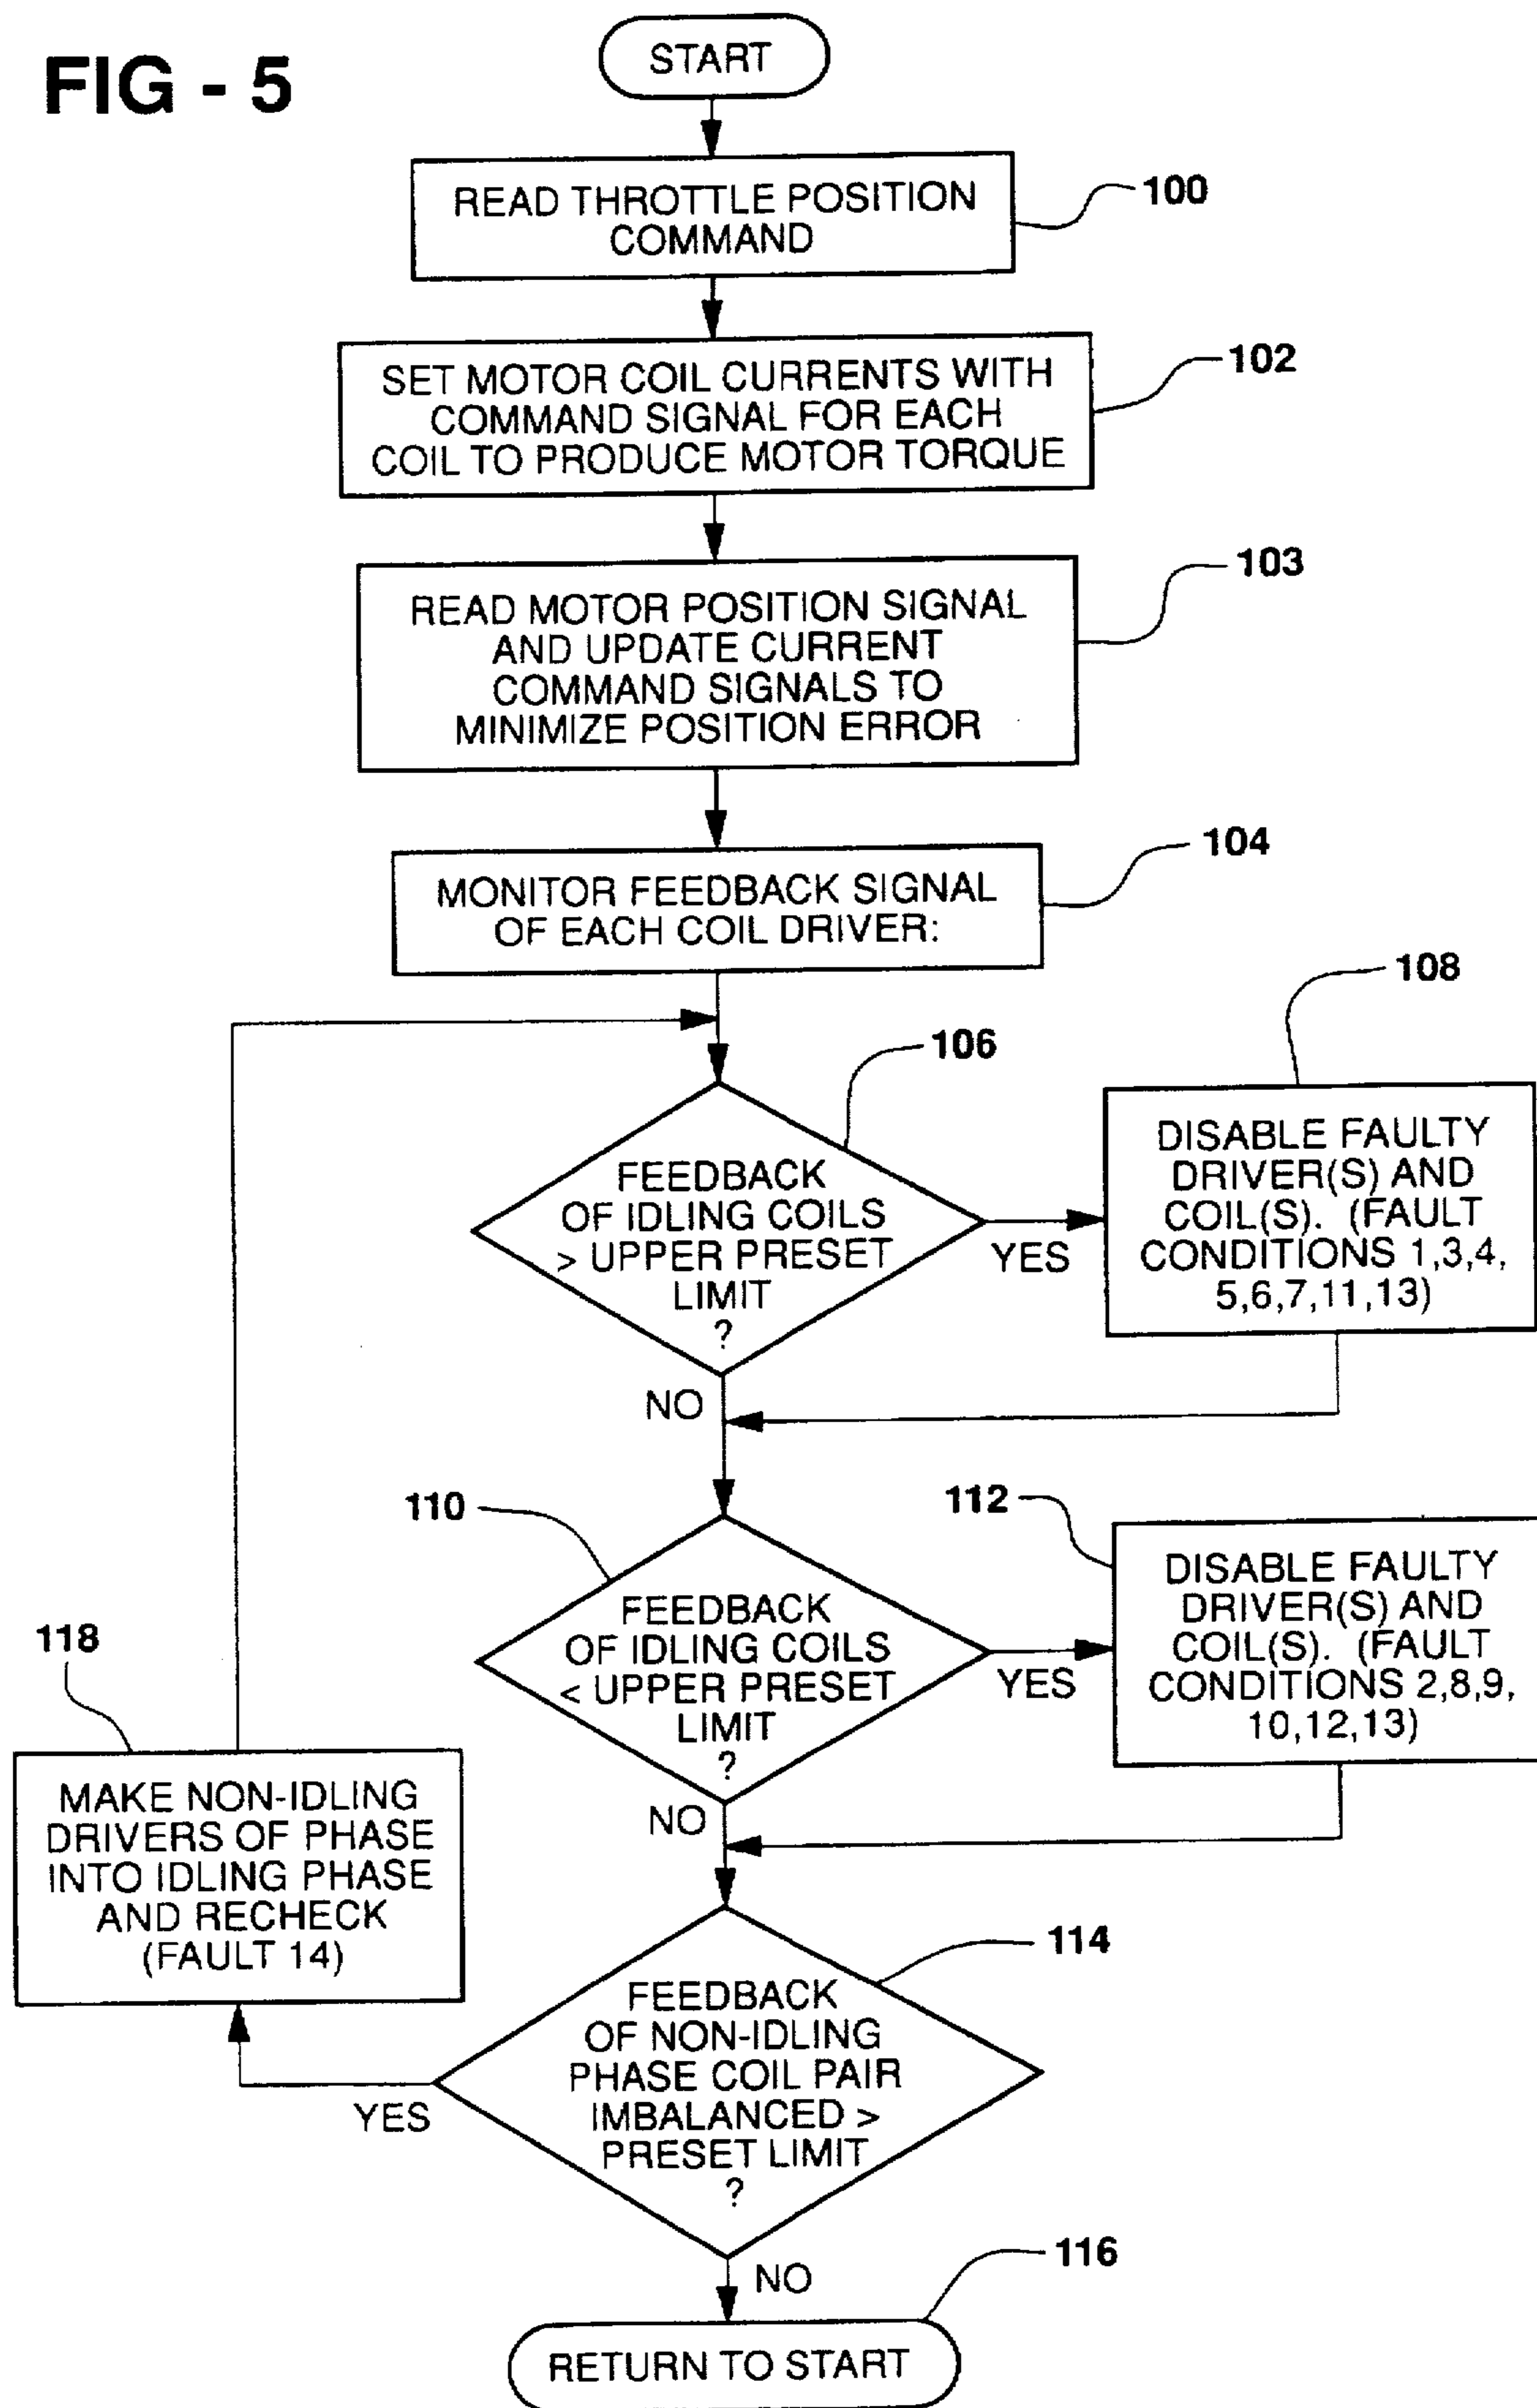 FIG - 5
START
READ THROTTLE POSITION
COMMAND
100
SET MOTOR COIL CURRENTS WITH
COMMAND SIGNAL FOR EACH
COIL TO PRODUCE MOTOR TORQUE
102
READ MOTOR POSITION SIGNAL
AND UPDATE CURRENT
COMMAND SIGNALS TO
MINIMIZE POSITION ERROR
103
MONITOR FEEDBACK SIGNAL
OF EACH COIL DRIVER:
104
106
FEEDBACK
OF IDLING COILS
> UPPER PRESET
LIMIT
?
YES
NO
108
DISABLE FAULTY
DRIVER(S) AND
COIL(S). (FAULT
CONDITIONS 1,3,4,
5,6,7,11,13)
110
FEEDBACK
OF IDLING COILS
< UPPER PRESET
LIMIT
?
YES
NO
112
DISABLE FAULTY
DRIVER(S) AND
COIL(S). (FAULT
CONDITIONS 2,8,9,
10,12,13)
118
MAKE NON-IDLING
DRIVERS OF PHASE
INTO IDLING PHASE
AND RECHECK
(FAULT 14)
114
FEEDBACK
OF NON-IDLING
PHASE COIL PAIR
IMBALANCED >
PRESET LIMIT
?
YES
NO
116
RETURN TO START